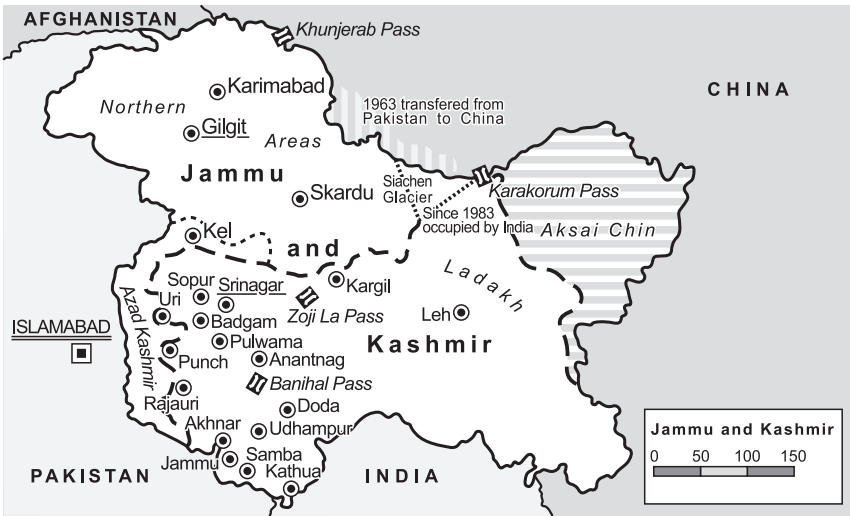 AFGHANISTAN
Khunjerab Pass
CHINA
Karimabad
Northern
1963 transfered from
Pakistan to China
Gilgit
Areas
Jammu
Siachen
Glacier
Karakorum Pass
Skardu
Since 1983
occupied by India
Aksai Chin
Kel
and
Ladakh
Sopur
Srinagar
Kargil
Uri
Azad Kashmir
Zoji La Pass
Leh
ISLAMABAD
Badgam
Pulwama
Kashmir
Punch
Anantnag
Banihal Pass
Rajauri
Doda
Akhnar
Udhampur
Jammu and Kashmir
Jammu
Samba
0 50 100 150
PAKISTAN
Kathua
INDIA